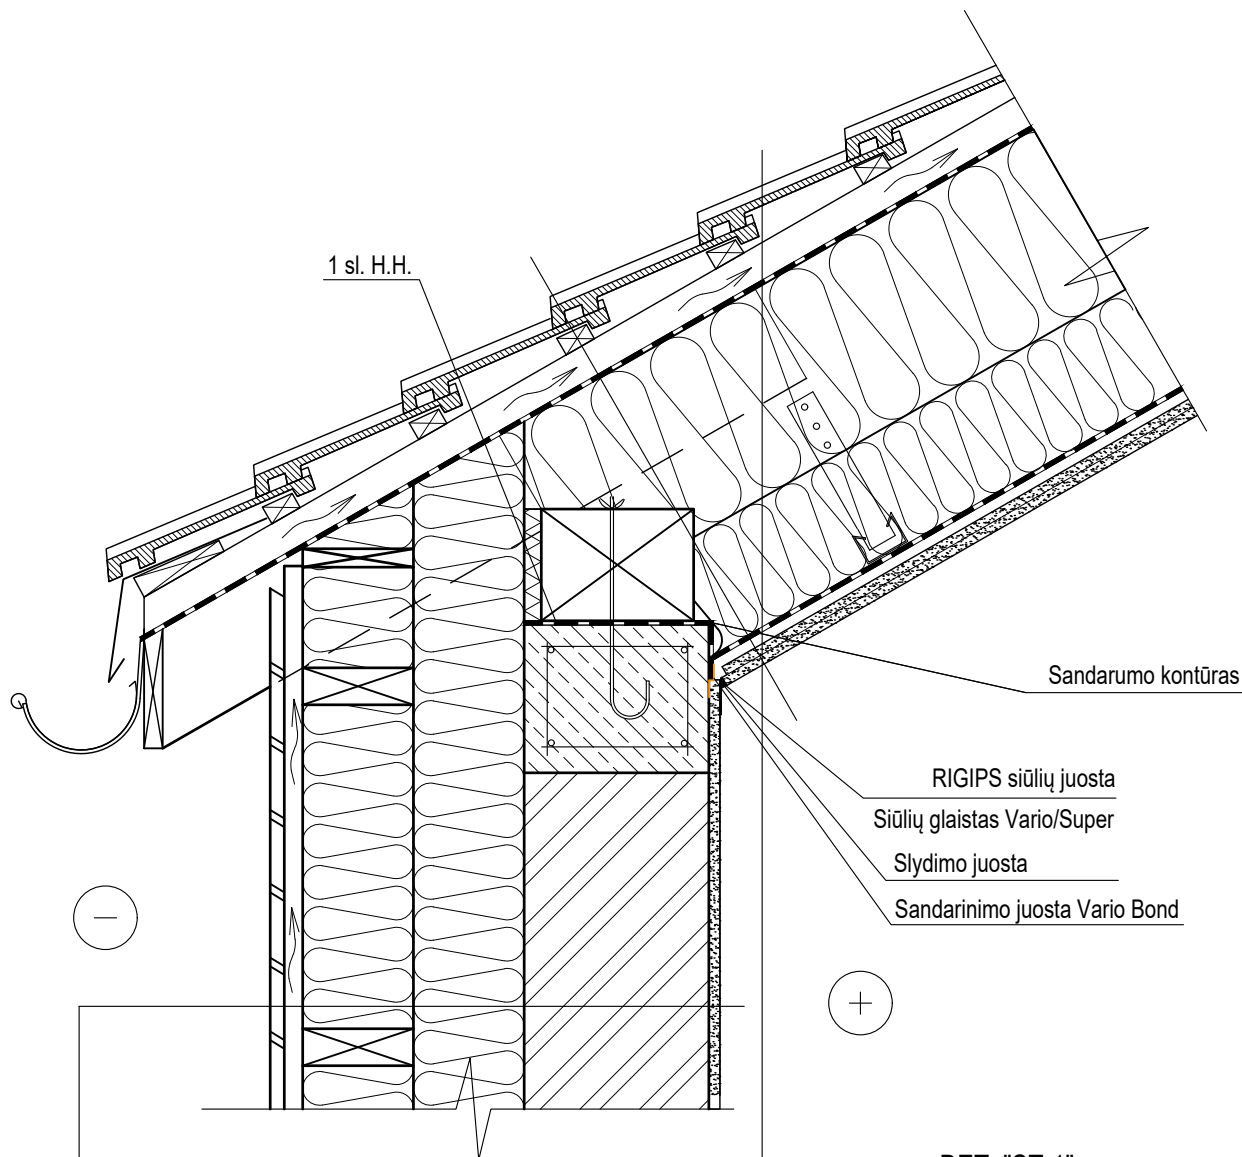 1 sl. H.H.
Sandarumo kontūras
RIGIPS siūlių juosta
Siūlių glaistas Vario/Super
Slydimo juosta
Sandarinimo juosta Vario Bond